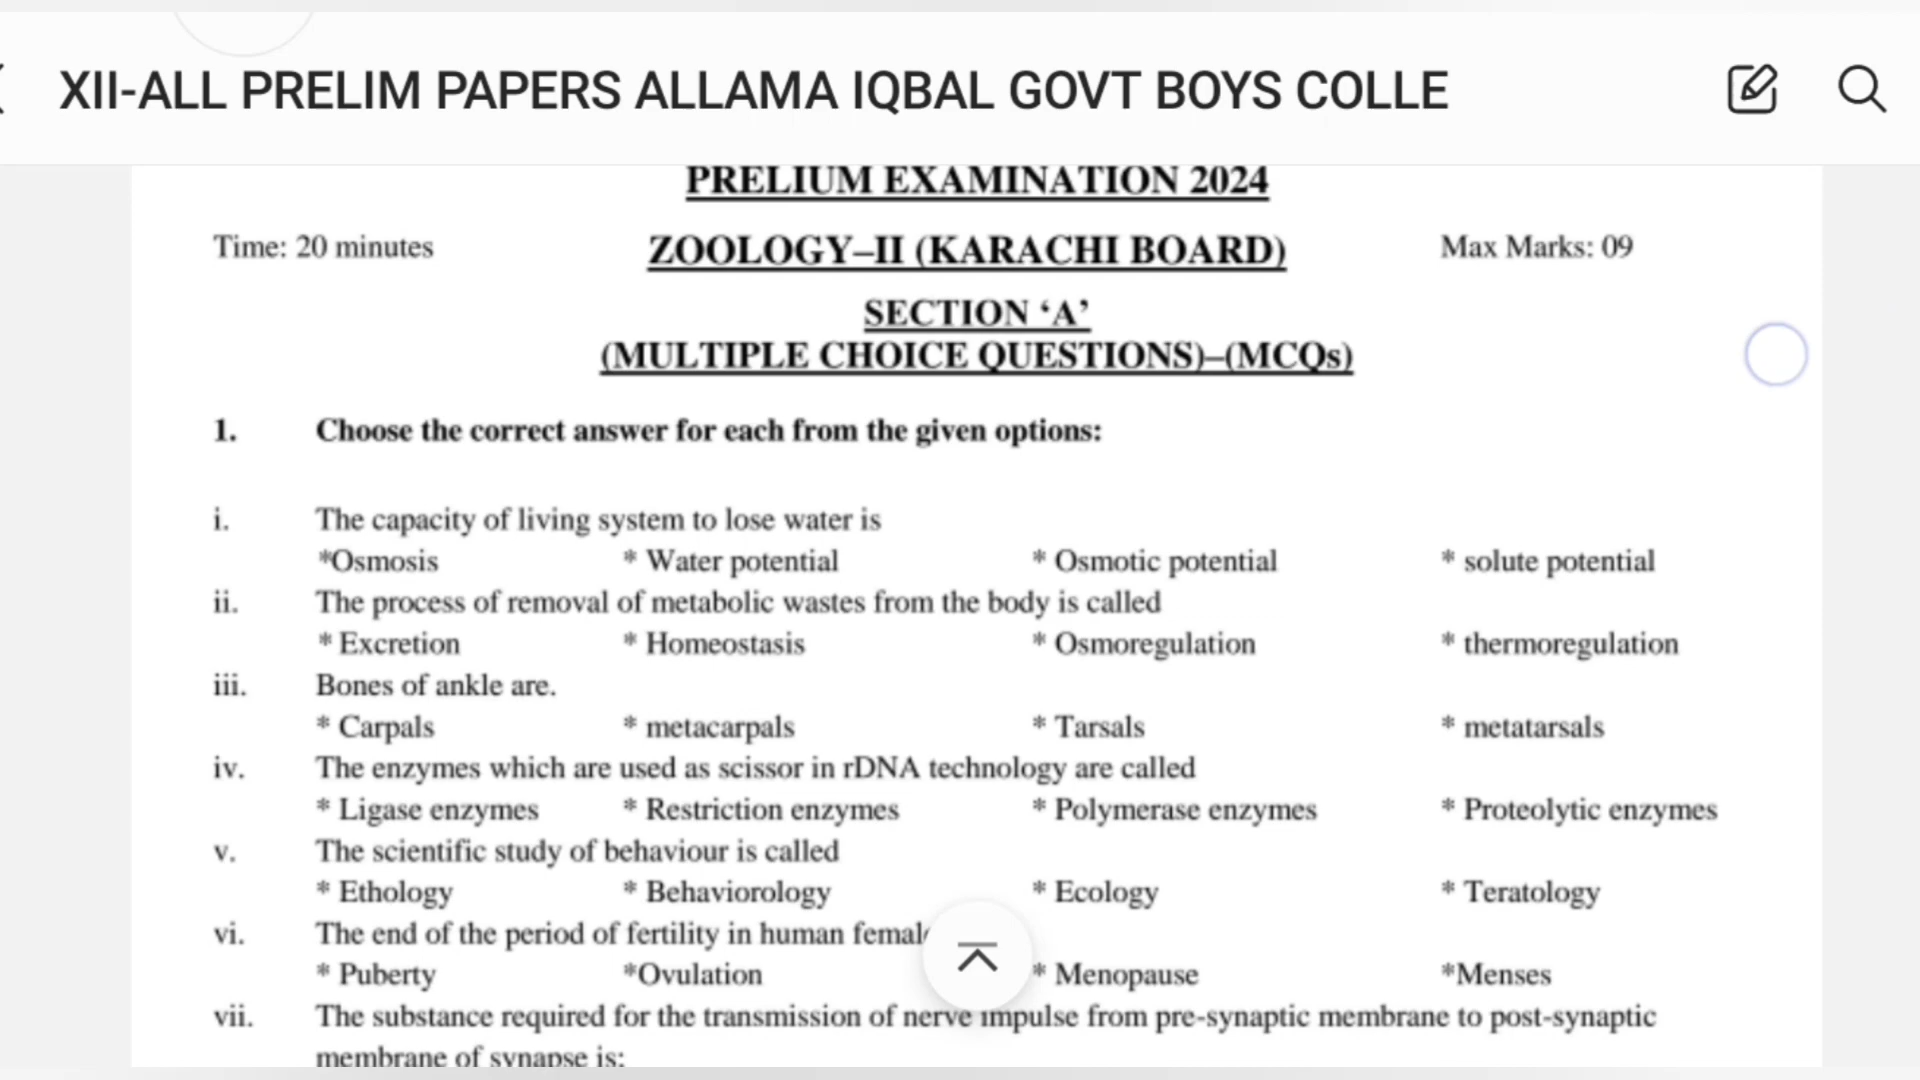 XII-ALL PRELIM PAPERS ALLAMA IQBAL GOVT BOYS COLLE
PRELIUM EXAMINATION 2024
Time: 20 minutes ZOOLOGY–II (KARACHI BOARD) Max Marks: 09
SECTION ‘A’
(MULTIPLE CHOICE QUESTIONS)–(MCQs)
1. Choose the correct answer for each from the given options:
i. The capacity of living system to lose water is
*Osmosis * Water potential * Osmotic potential * solute potential
ii. The process of removal of metabolic wastes from the body is called
* Excretion * Homeostasis * Osmoregulation * thermoregulation
iii. Bones of ankle are.
* Carpals * metacarpals * Tarsals * metatarsals
iv. The enzymes which are used as scissor in rDNA technology are called
* Ligase enzymes * Restriction enzymes * Polymerase enzymes * Proteolytic enzymes
v. The scientific study of behaviour is called
* Ethology * Behaviorology * Ecology * Teratology
vi. The end of the period of fertility in human
* Puberty *Ovulation * Menopause *Menses
vii. The substance required for the transmission of nerve impulse from pre-synaptic membrane to post-synaptic
membrane of synapse is: